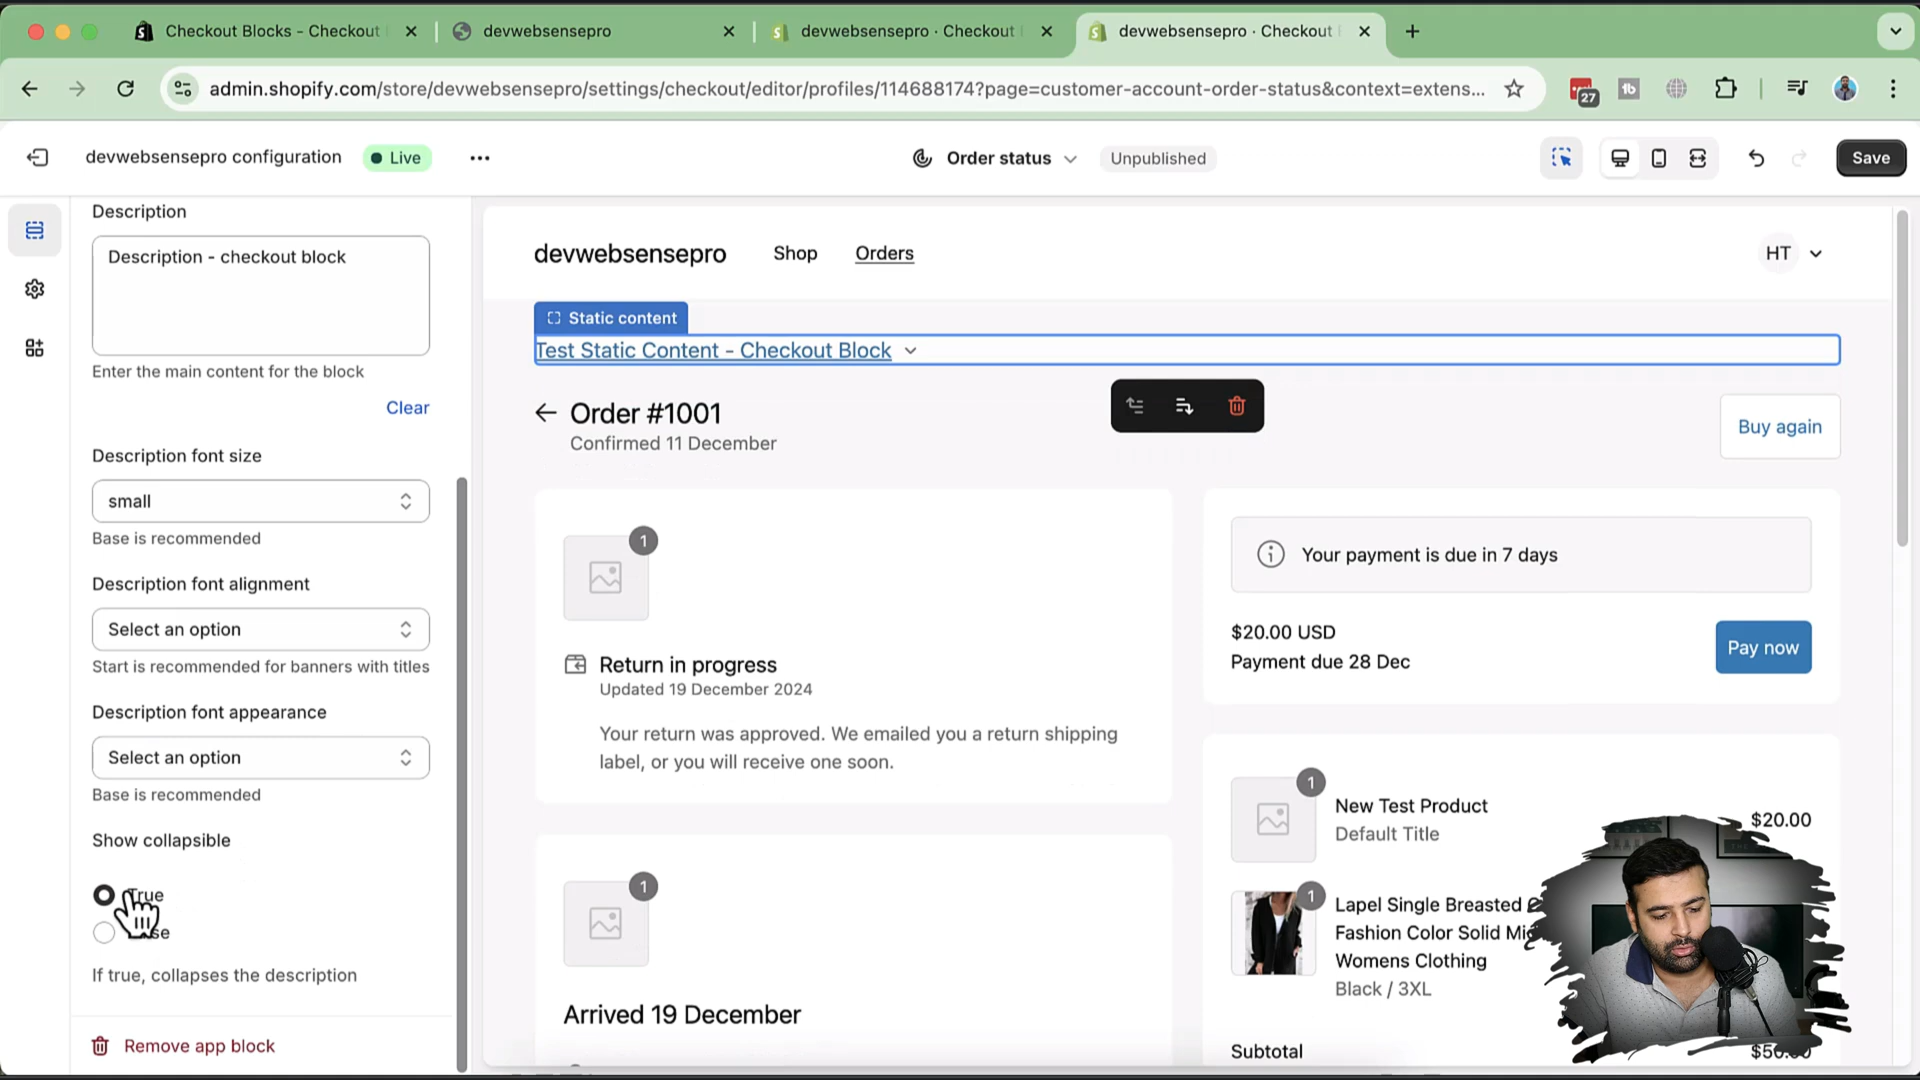 Checkout Blocks - Checkout
devwebsensepro
devwebsensepro · Checkout
devwebsensepro · Checkout
admin.shopify.com/store/devwebsensepro/settings/checkout/editor/profiles/114688174?page=customer-account-order-status&context=extens...
27
devwebsensepro configuration
Live
Order status
Unpublished
Save
Description
Description - checkout block
Enter the main content for the block
Clear
Description font size
small
Base is recommended
Description font alignment
Select an option
Start is recommended for banners with titles
Description font appearance
Select an option
Base is recommended
Show collapsible
True
If true, collapses the description
Remove app block
devwebsensepro
Shop
Orders
HT
Static content
Test Static Content - Checkout Block
Order #1001
Confirmed 11 December
Buy again
1
Return in progress
Updated 19 December 2024
Your return was approved. We emailed you a return shipping
label, or you will receive one soon.
1
Arrived 19 December
Your payment is due in 7 days
$20.00 USD
Payment due 28 Dec
Pay now
1
New Test Product
Default Title
$20.00
1
Lapel Single Breasted
Fashion Color Solid
Womens Clothing
Black / 3XL
Subtotal